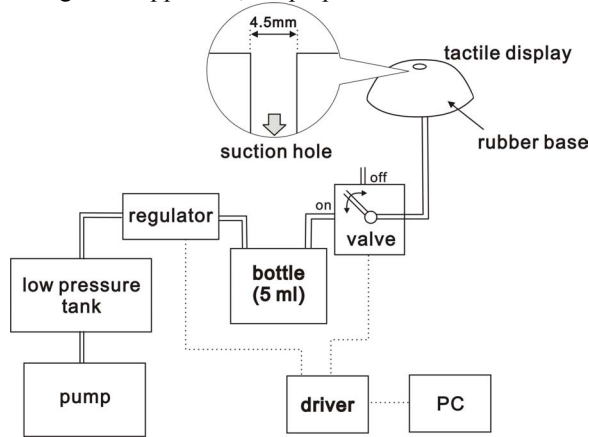 4.5mm
tactile display
suction hole
rubber base
off
on
valve
regulator
bottle
(5 ml)
low pressure
tank
pump
driver
PC